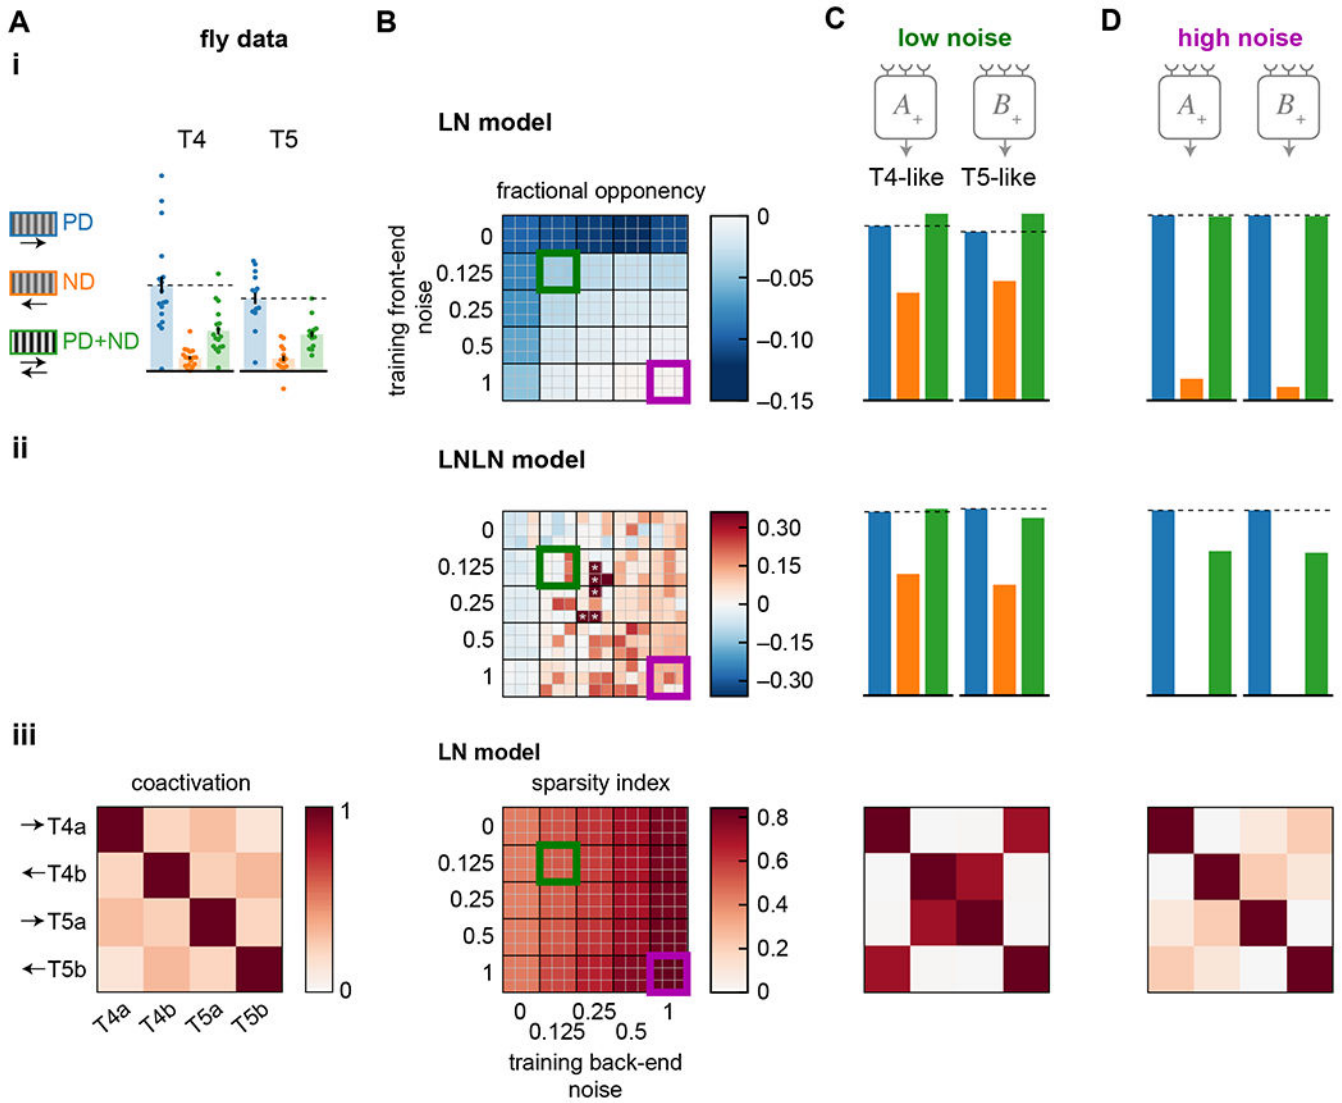 A
B
C
D
fly data
low noise
high noise
i
A+
B+
A+
B+
LN model
T4
T5
T4-like
T5-like
fractional opponency
PD
ND
PD+ND
training front-end
noise
0
0.125
0.25
0.5
1
0
−0.05
−0.10
−0.15
ii
LNLN model
0
0.125
0.25
0.5
1
* * * * *
0.30
0.15
0
−0.15
−0.30
iii
LN model
coactivation
sparsity index
→T4a
←T4b
→T5a
←T5b
T4a
T4b
T5a
T5b
1
0
0
0.125
0.25
0.5
1
0.8
0.6
0.4
0.2
0
0
0.125
0.25
0.5
1
training back-end
noise